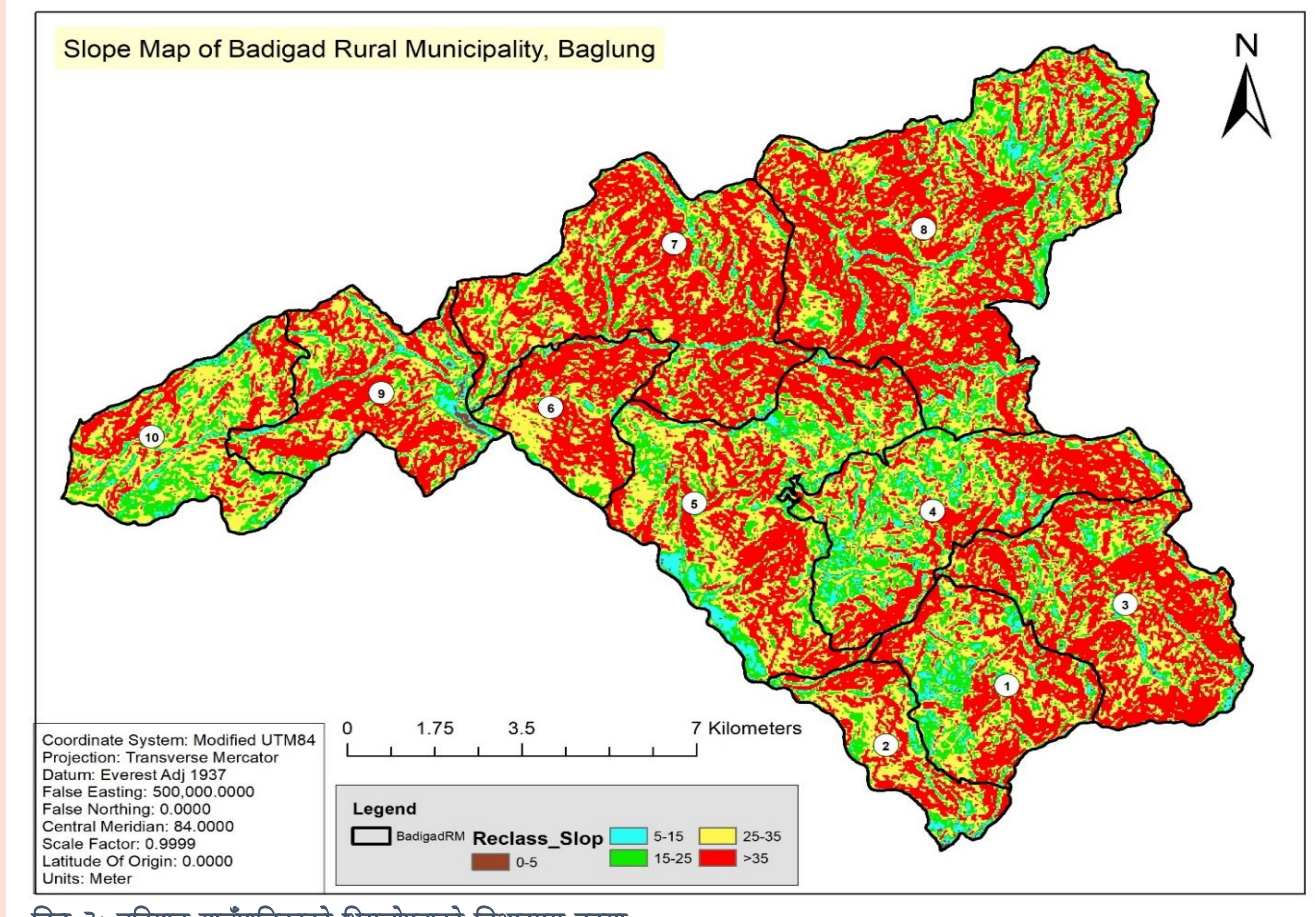 Slope Map of Badigad Rural Municipality, Baglung
N
8
7
9
6
10
5
4
3
1
2
0 1.75 3.5 7 Kilometers
Coordinate System: Modified UTM84
Projection: Transverse Mercator
Datum: Everest Adj 1937
False Easting: 500,000.0000
False Northing: 0.0000
Central Meridian: 84.0000
Scale Factor: 0.9999
Latitude Of Origin: 0.0000
Units: Meter
Legend
BadigadRM Reclass_Slop 5-15 25-35
0-5 15-25 >35